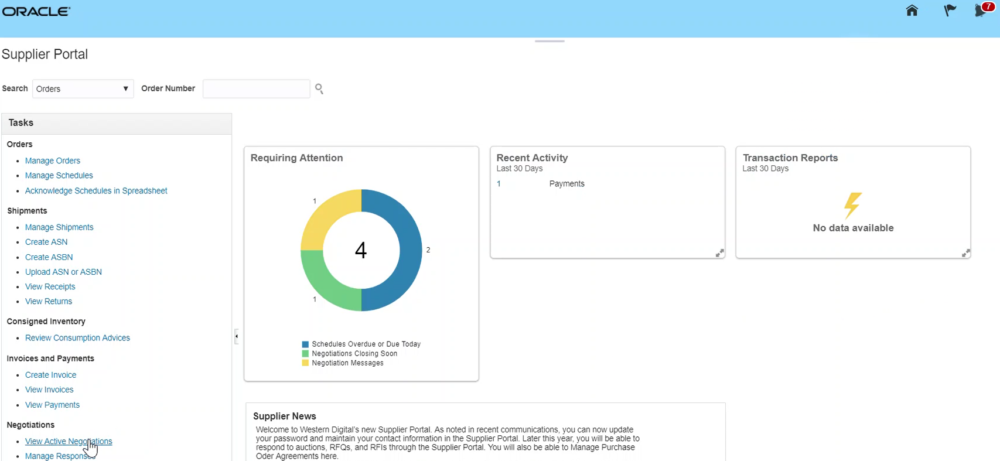 ORACLE
7
Supplier Portal
Search Orders Order Number
Tasks
Orders
Manage Orders
Manage Schedules
Acknowledge Schedules in Spreadsheet
Shipments
Manage Shipments
Create ASN
Create ASBN
Upload ASN or ASBN
View Receipts
View Returns
Consigned Inventory
Review Consumption Advices
Invoices and Payments
Create Invoice
View Invoices
View Payments
Negotiations
View Active Negotiations
Manage Responses
Requiring Attention
1
4
2
1
Schedules Overdue or Due Today
Negotiations Closing Soon
Negotiation Messages
Recent Activity
Last 30 Days
1 Payments
Transaction Reports
Last 30 Days
No data available
Supplier News
Welcome to Western Digital's new Supplier Portal. As noted in recent communications, you can now update
your password and maintain your contact information in the Supplier Portal. Later this year, you will be able to
respond to auctions, RFQs, and RFIs through the Supplier Portal. You will also be able to Manage Purchase
Oder Agreements here.